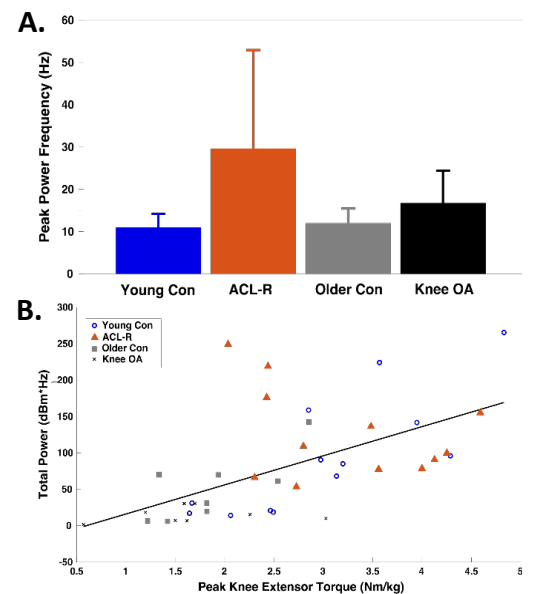 A.
Peak Power Frequency (Hz)
60
50
40
30
20
10
0
Young Con ACL-R Older Con Knee OA
B.
Total Power (dBm*Hz)
300
250
200
150
100
50
0
-50
Young Con
ACL-R
Older Con
Knee OA
0.5 1 1.5 2 2.5 3 3.5 4 4.5 5
Peak Knee Extensor Torque (Nm/kg)